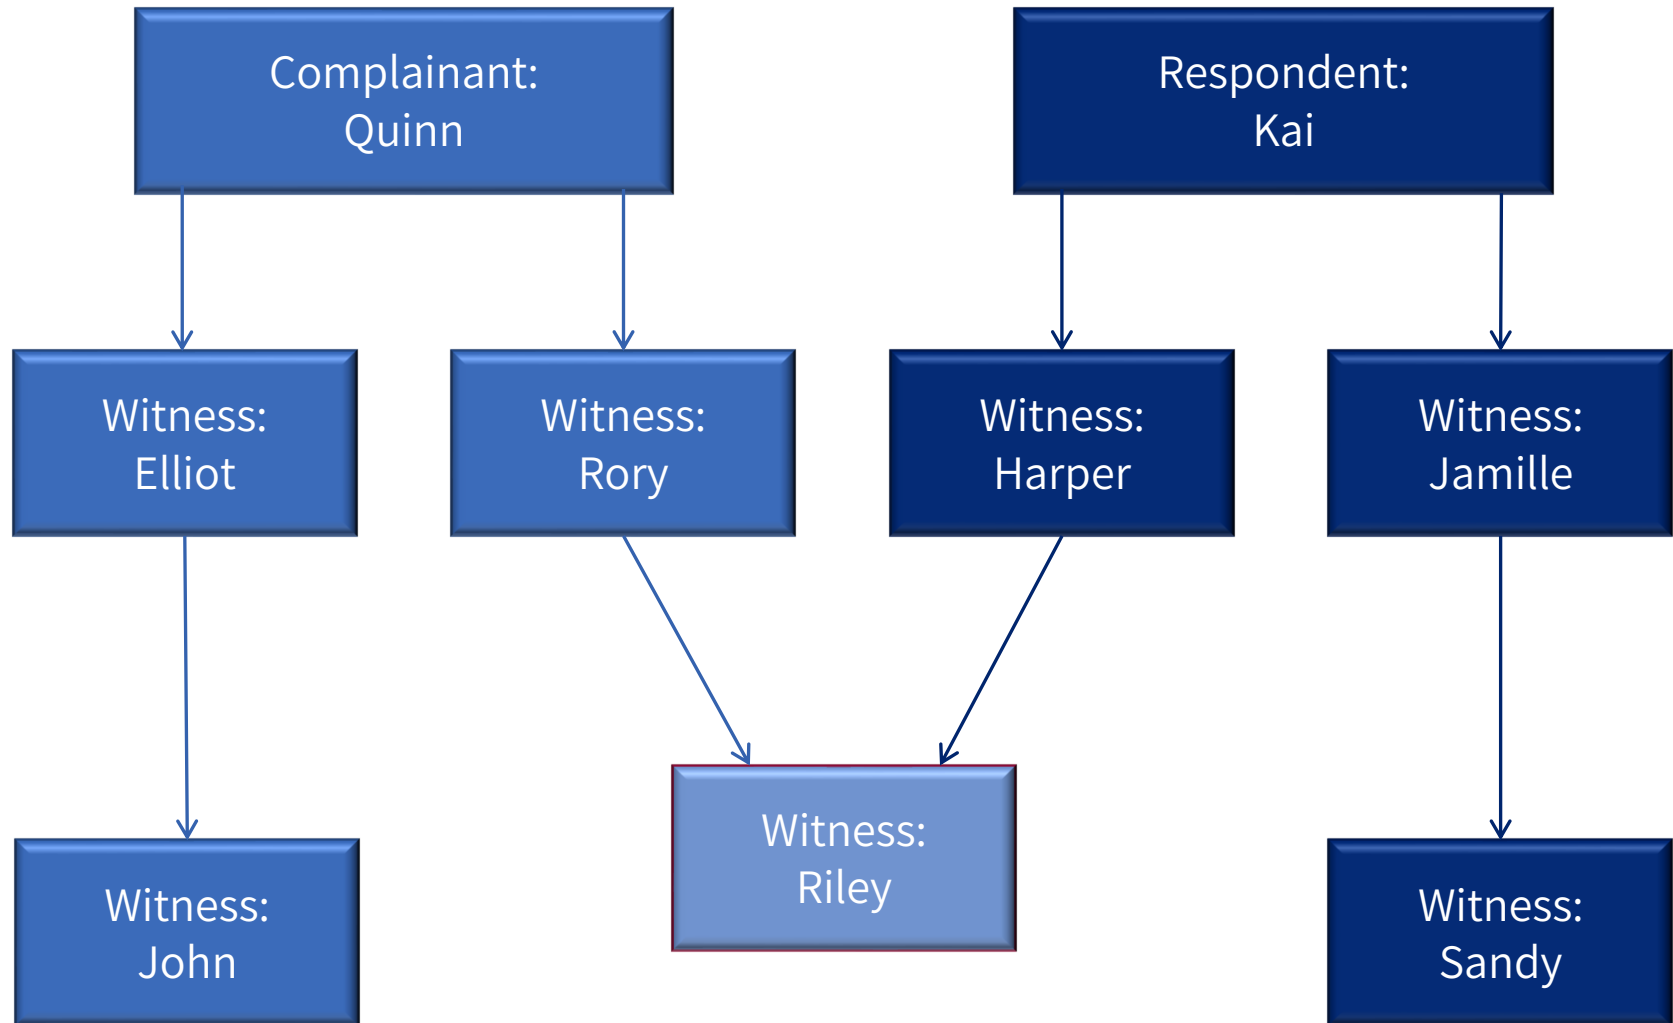 Complainant:
Quinn
Respondent:
Kai
Witness:
Elliot
Witness:
Rory
Witness:
Harper
Witness:
Jamille
Witness:
Riley
Witness:
John
Witness:
Sandy